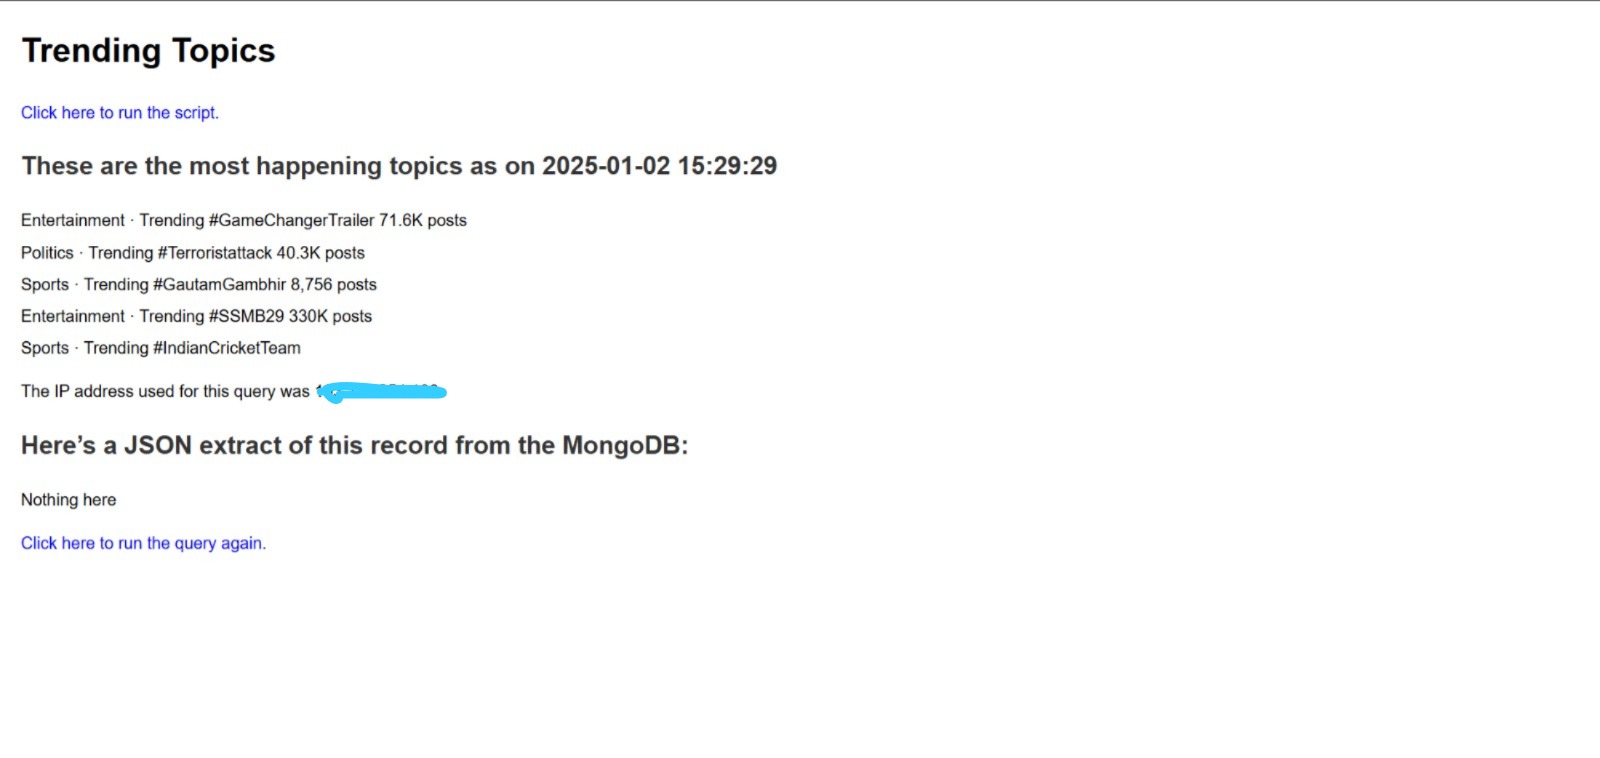 Trending Topics
Click here to run the script.
These are the most happening topics as on 2025-01-02 15:29:29
Entertainment · Trending #GameChangerTrailer 71.6K posts
Politics · Trending #Terroristattack 40.3K posts
Sports · Trending #GautamGambhir 8,756 posts
Entertainment · Trending #SSMB29 330K posts
Sports · Trending #IndianCricketTeam
The IP address used for this query was
Here’s a JSON extract of this record from the MongoDB:
Nothing here
Click here to run the query again.